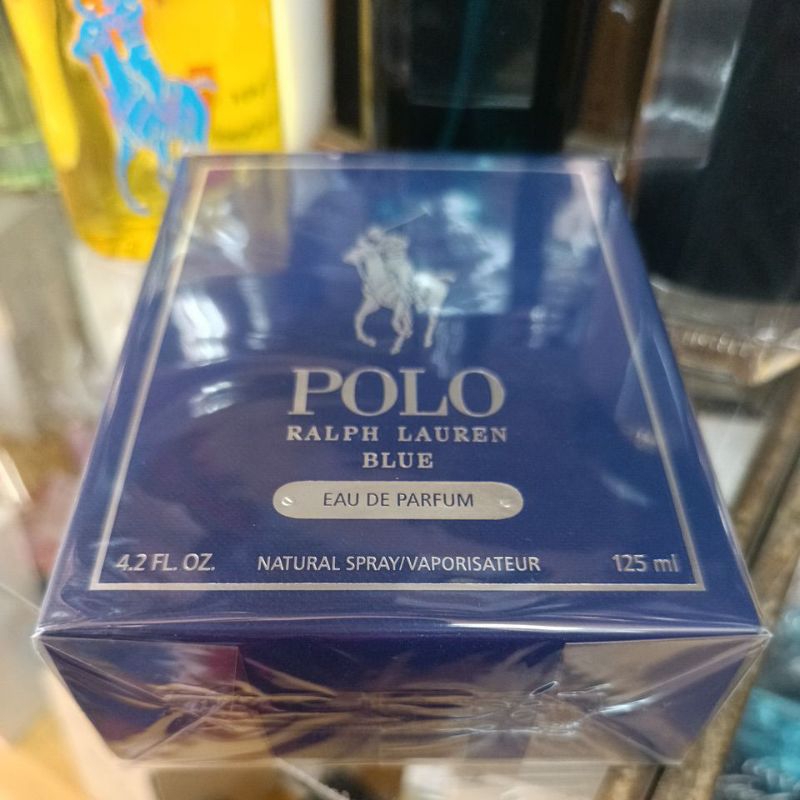 POLO
RALPH LAUREN
BLUE
EAU DE PARFUM
4.2 FL. OZ. NATURAL SPRAY/VAPORISATEUR 125 ml